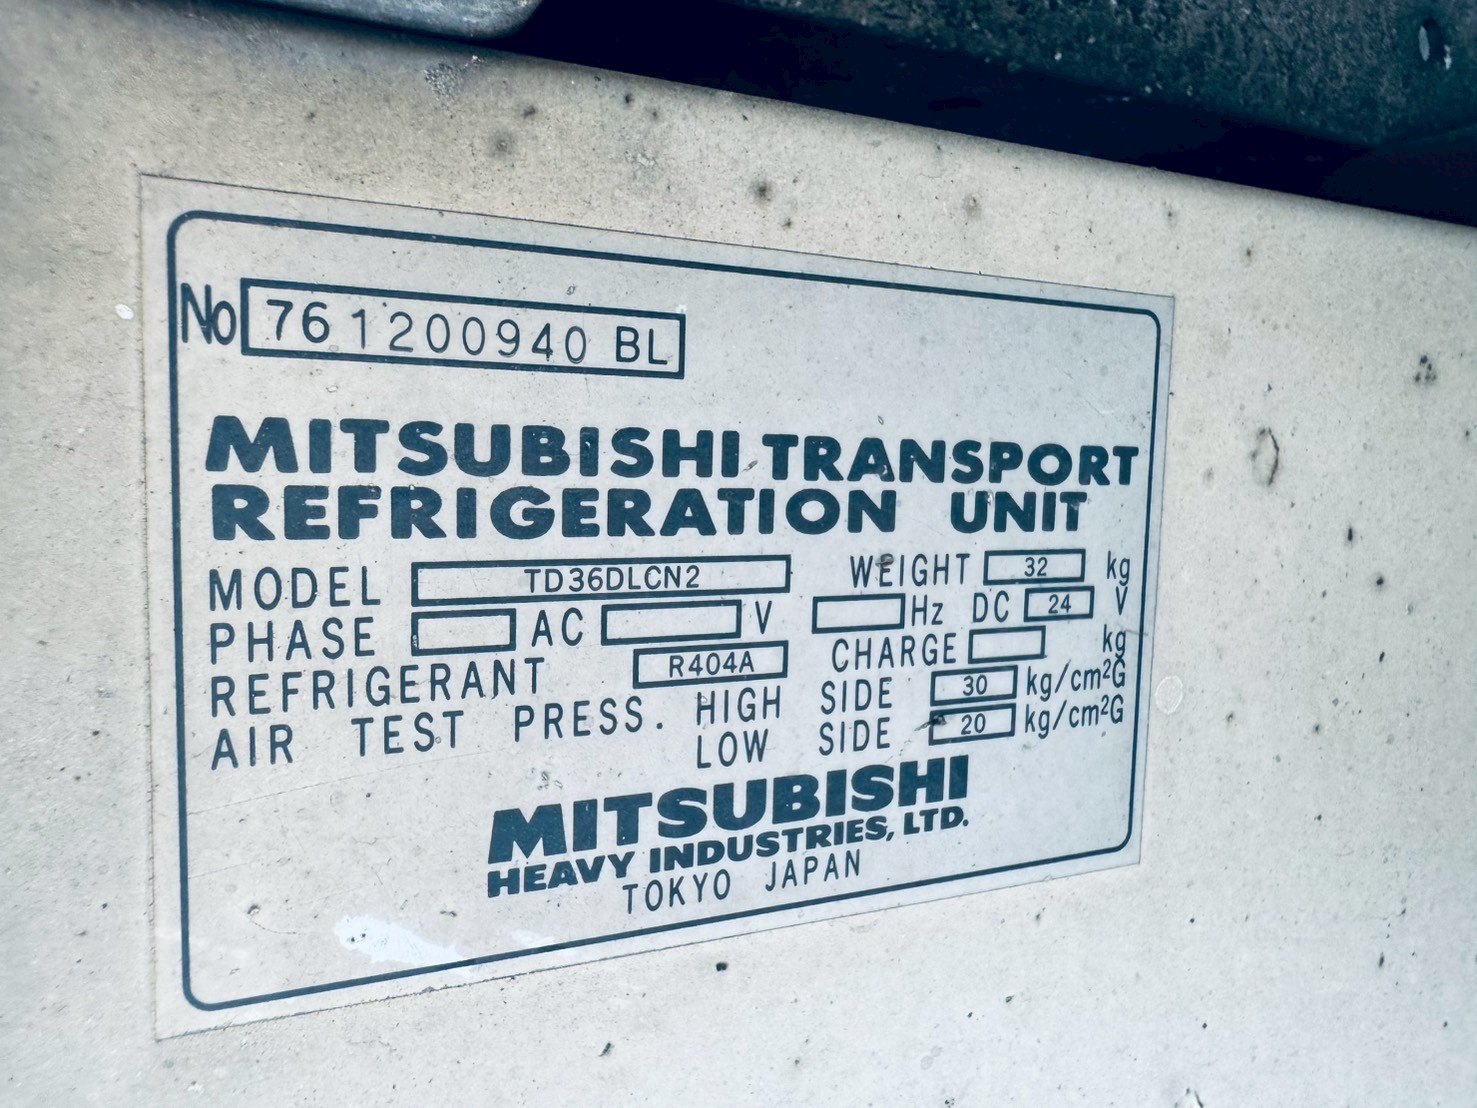 No 761200940 BL
MITSUBISHI TRANSPORT
REFRIGERATION UNIT
MODEL TD36DLCN2 WEIGHT 32 kg
PHASE AC V Hz DC 24 V
REFRIGERANT R404A CHARGE kg
AIR TEST PRESS. HIGH SIDE 30 kg/cm²G
LOW SIDE 20 kg/cm²G
MITSUBISHI
HEAVY INDUSTRIES, LTD.
TOKYO JAPAN